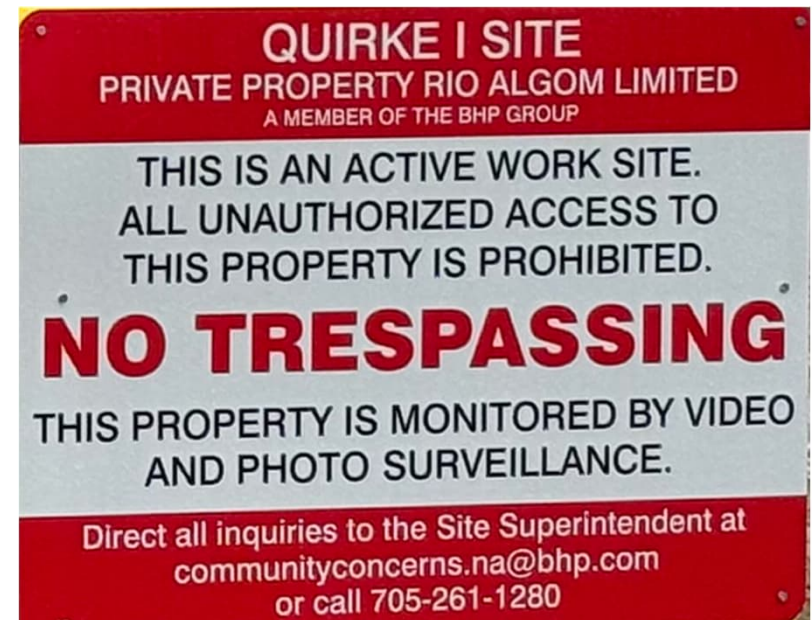 QUIRKE I SITE
PRIVATE PROPERTY RIO ALGOM LIMITED
A MEMBER OF THE BHP GROUP
THIS IS AN ACTIVE WORK SITE.
ALL UNAUTHORIZED ACCESS TO
THIS PROPERTY IS PROHIBITED.
NO TRESPASSING
THIS PROPERTY IS MONITORED BY VIDEO
AND PHOTO SURVEILLANCE.
Direct all inquiries to the Site Superintendent at
communityconcerns.na@bhp.com
or call 705-261-1280